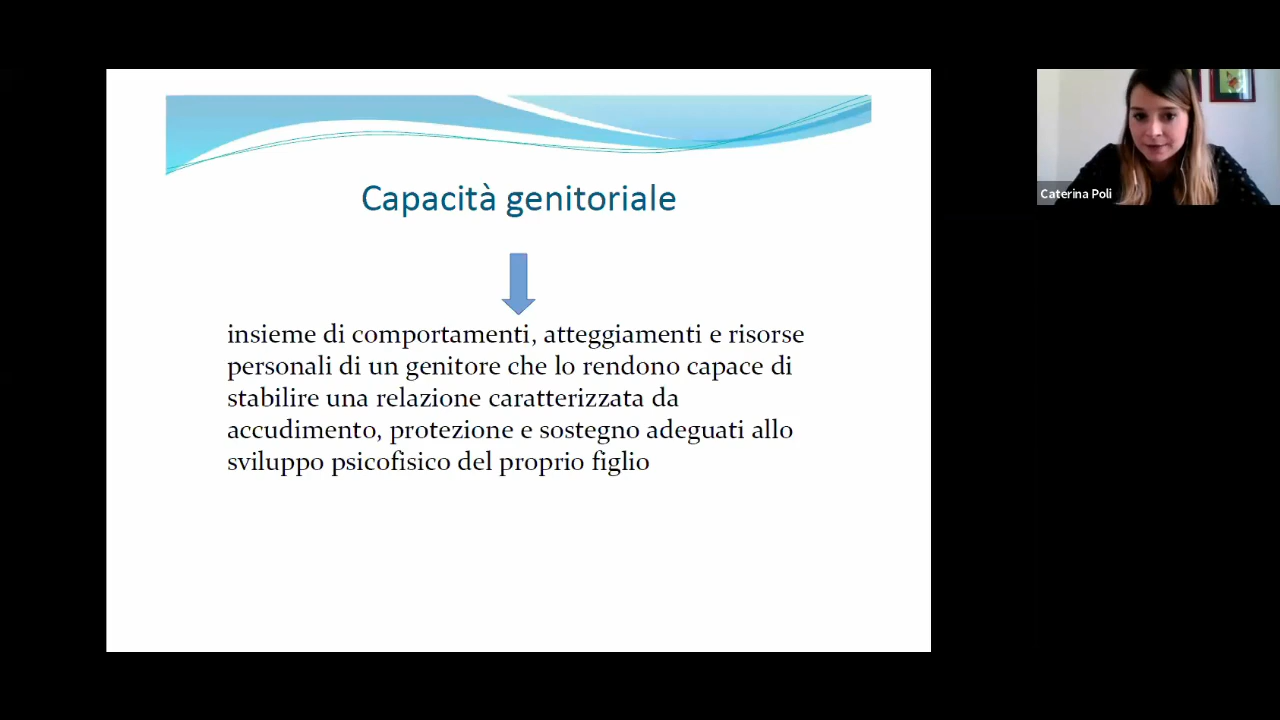 Capacità genitoriale
insieme di comportamenti, atteggiamenti e risorse
personali di un genitore che lo rendono capace di
stabilire una relazione caratterizzata da
accudimento, protezione e sostegno adeguati allo
sviluppo psicofisico del proprio figlio
Caterina Poli